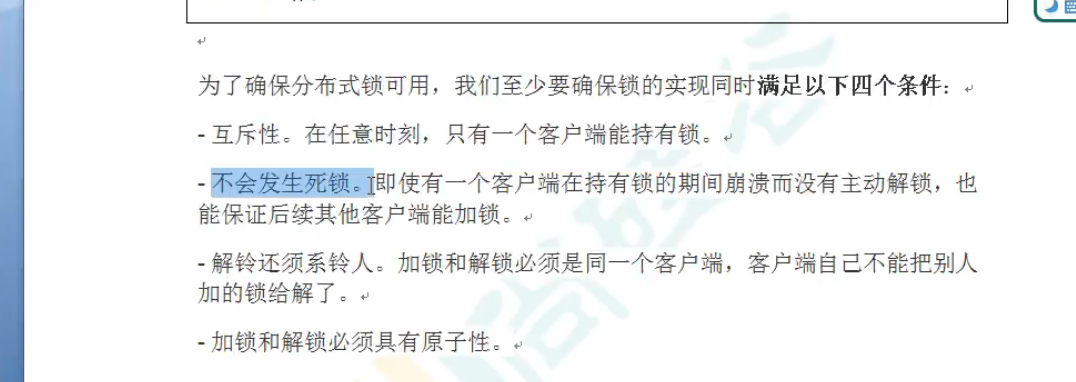 为了确保分布式锁可用，我们至少要确保锁的实现同时满足以下四个条件：
- 互斥性。在任意时刻，只有一个客户端能持有锁。
- 不会发生死锁。即使有一个客户端在持有锁的期间崩溃而没有主动解锁，也
能保证后续其他客户端能加锁。
- 解铃还须系铃人。加锁和解锁必须是同一个客户端，客户端自己不能把别人
加的锁给解了。
- 加锁和解锁必须具有原子性。
尚硅谷